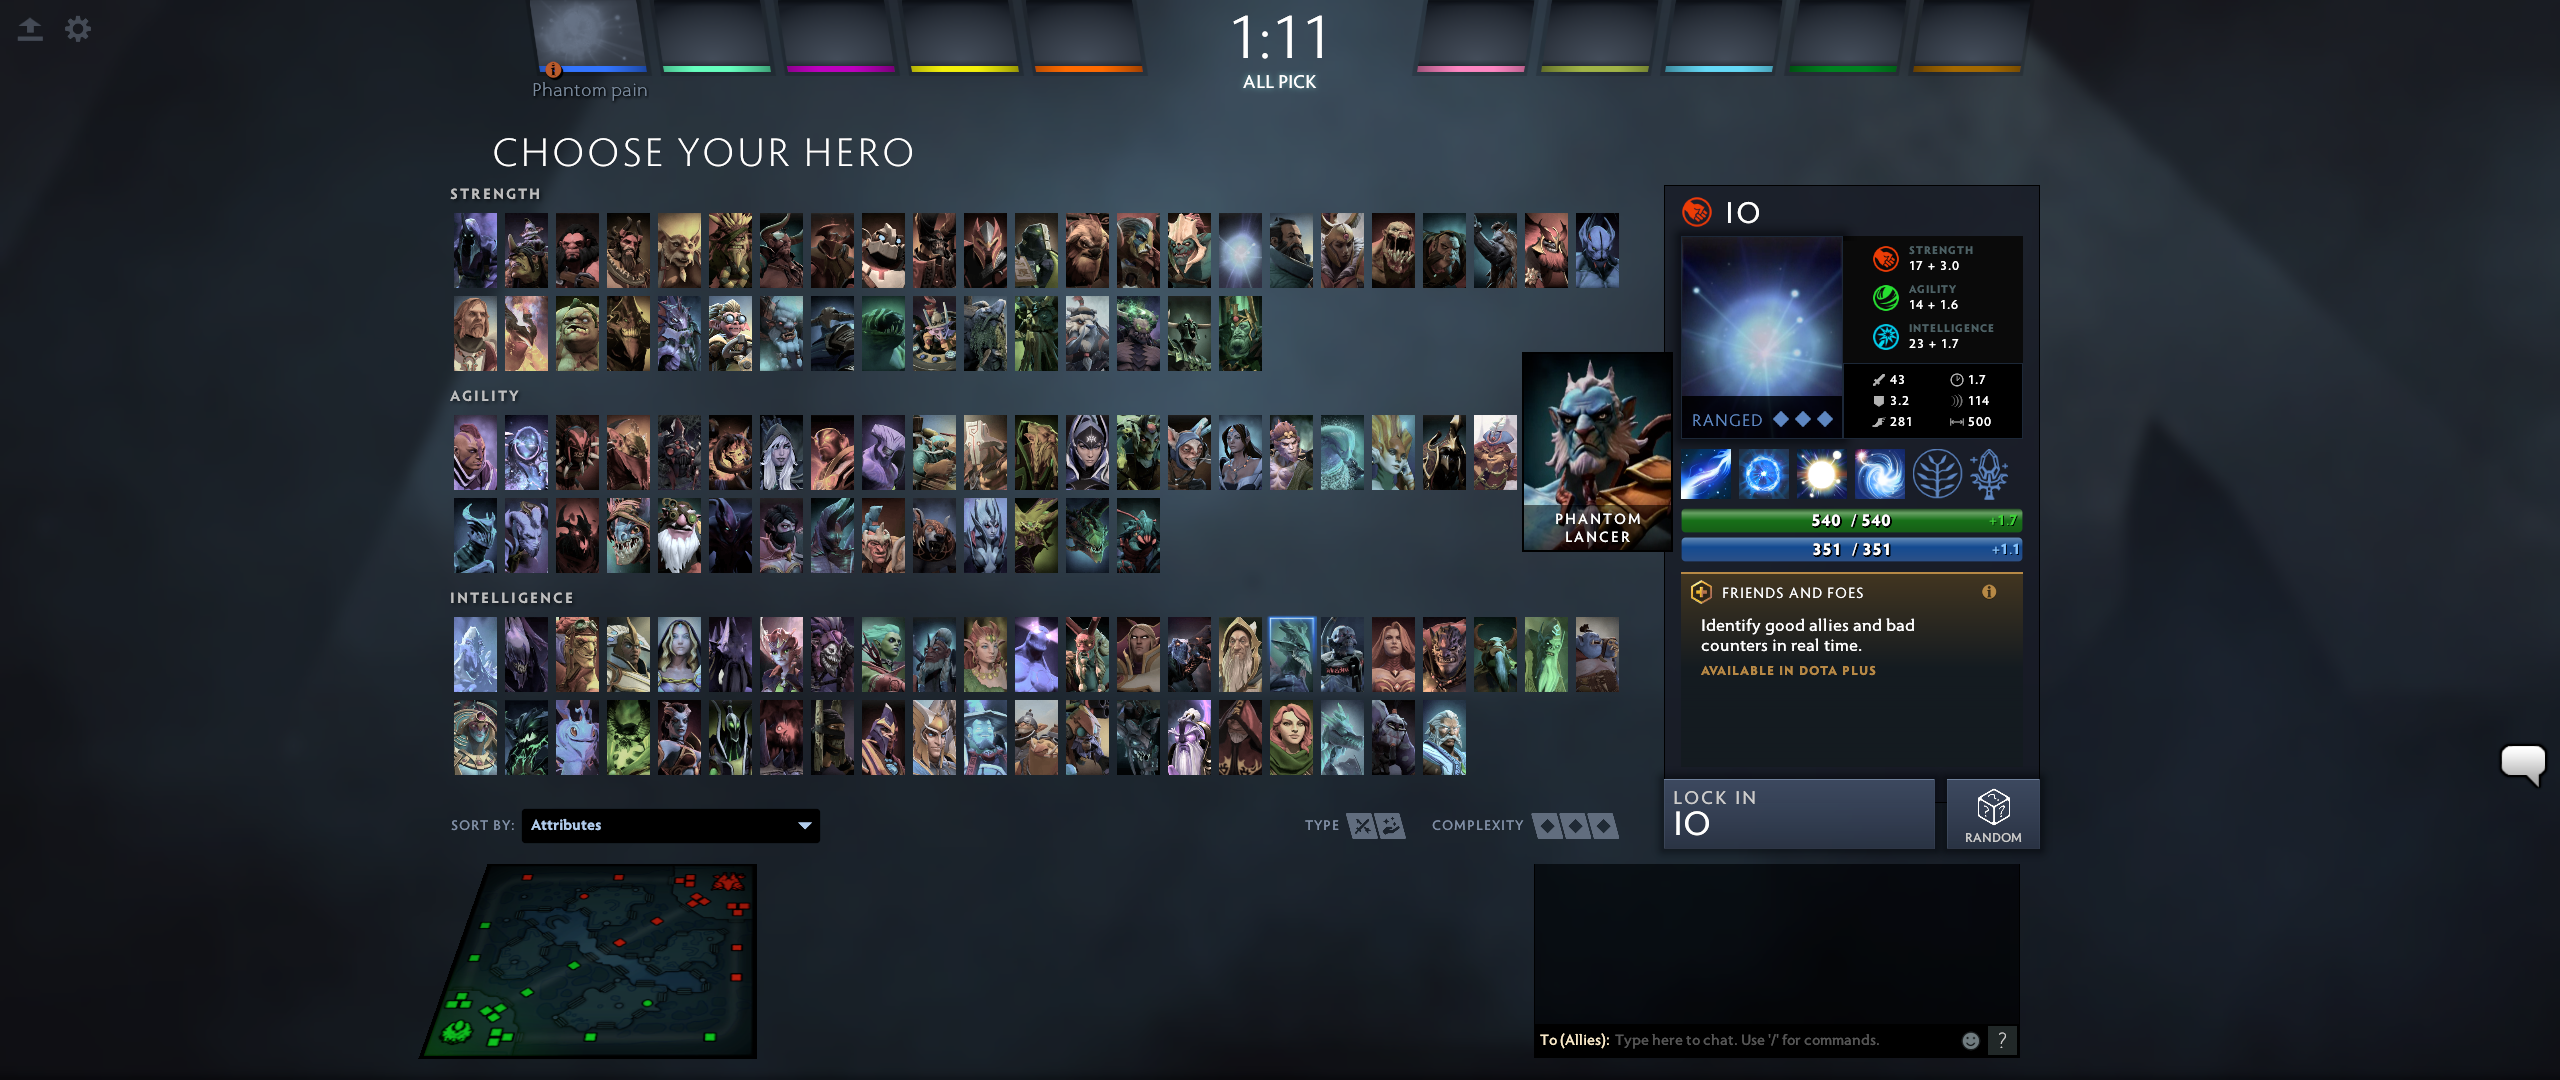 1:11
ALL PICK
Phantom pain
CHOOSE YOUR HERO
STRENGTH
AGILITY
INTELLIGENCE
PHANTOM
LANCER
IO
STRENGTH
17 + 3.0
AGILITY
14 + 1.6
INTELLIGENCE
23 + 1.7
RANGED
43
1.7
3.2
114
281
500
540 / 540
+1.7
351 / 351
+1.1
FRIENDS AND FOES
Identify good allies and bad
counters in real time.
AVAILABLE IN DOTA PLUS
SORT BY:
Attributes
TYPE
COMPLEXITY
LOCK IN
IO
RANDOM
To (Allies): Type here to chat. Use '/' for commands.
?